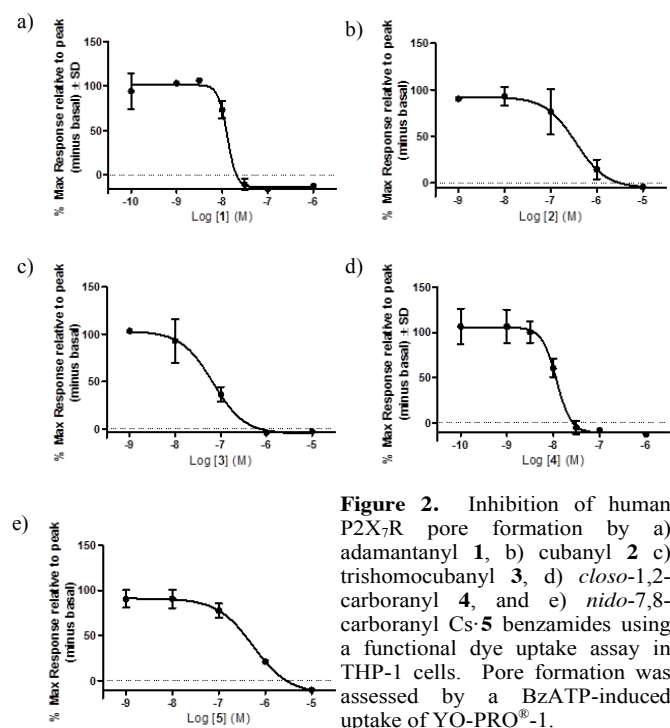 a)
% Max Response relative to peak
(minus basal) ± SD
150
100
50
0
-10 -9 -8 -7 -6
Log [1] (M)
b)
% Max Response relative to peak
(minus basal)
150
100
50
0
-9 -8 -7 -6 -5
Log [2] (M)
c)
% Max Response relative to peak
(minus basal)
150
100
50
0
-9 -8 -7 -6 -5
Log [3] (M)
d)
% Max Response relative to peak
(minus basal) ± SD
150
100
50
0
-10 -9 -8 -7 -6
Log [4] (M)
e)
% Max Response relative to peak
(minus basal)
150
100
50
0
-9 -8 -7 -6 -5
Log [5] (M)
Figure 2. Inhibition of human
P2X₇R pore formation by a)
adamantanyl 1, b) cubanyl 2 c)
trishomocubanyl 3, d) closo-1,2-
carboranyl 4, and e) nido-7,8-
carboranyl Cs·5 benzamides using
a functional dye uptake assay in
THP-1 cells. Pore formation was
assessed by a BzATP-induced
uptake of YO-PRO®-1.